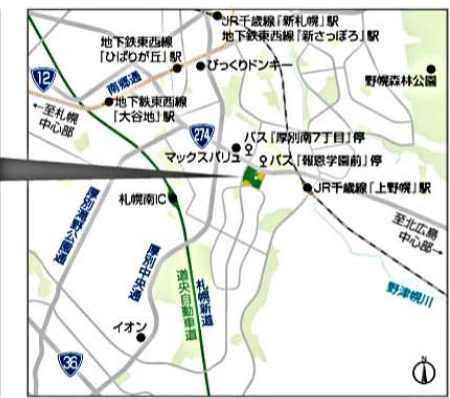 JR千歳線『新札幌』駅
地下鉄東西線『新さっぽろ』駅
地下鉄東西線
『ひばりが丘』駅
びっくりドンキー
野幌森林公園
12
南郷通
←至札幌
中心部
地下鉄東西線
『大谷地』駅
274
バス『厚別南7丁目』停
マックスバリュ
バス『報恩学園前』停
JR千歳線『上野幌』駅
札幌南IC
至北広島
中心部→
厚別滝野公園通
厚別中央通
札幌新道
道央自動車道
野津幌川
イオン
36
N